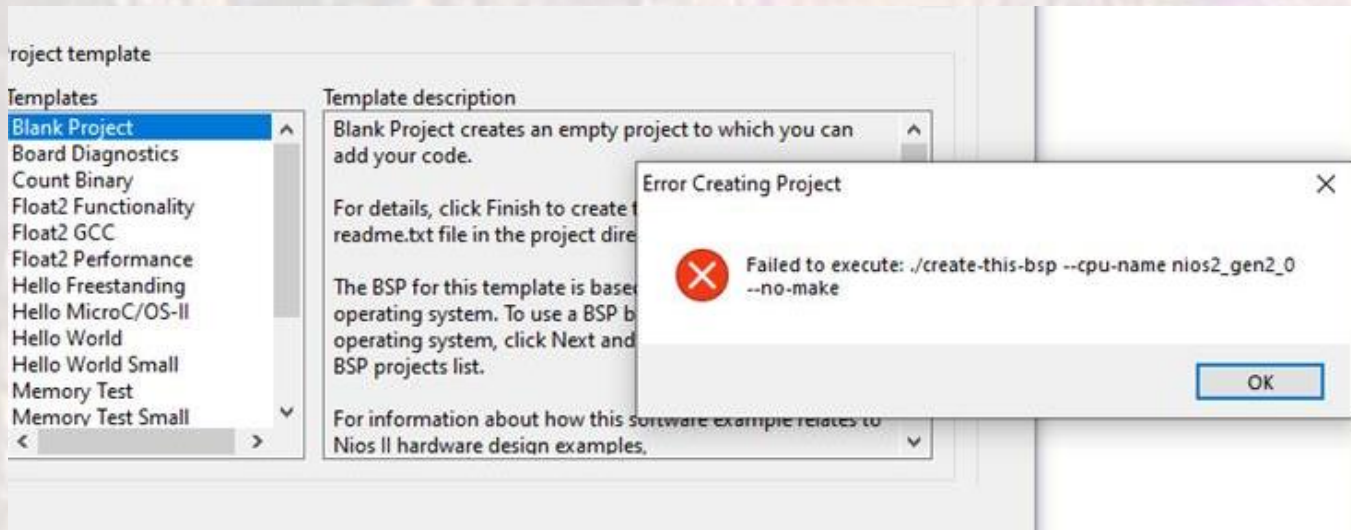 roject template
Templates
Blank Project
Board Diagnostics
Count Binary
Float2 Functionality
Float2 GCC
Float2 Performance
Hello Freestanding
Hello MicroC/OS-II
Hello World
Hello World Small
Memory Test
Memory Test Small
Template description
Blank Project creates an empty project to which you can
add your code.
For details, click Finish to create t
readme.txt file in the project dire
The BSP for this template is base
operating system. To use a BSP b
operating system, click Next and
BSP projects list.
For information about how this software example relates to
Nios II hardware design examples,
Error Creating Project
Failed to execute: ./create-this-bsp --cpu-name nios2_gen2_0
--no-make
OK